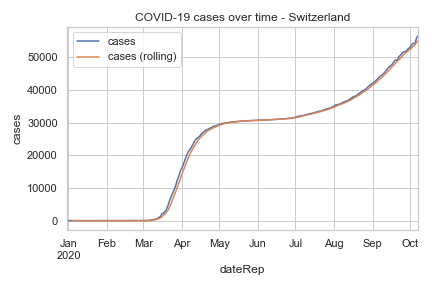 COVID-19 cases over time - Switzerland
cases
cases (rolling)
50000
40000
30000
20000
10000
0
cases
Jan Feb Mar Apr May Jun Jul Aug Sep Oct
2020
dateRep